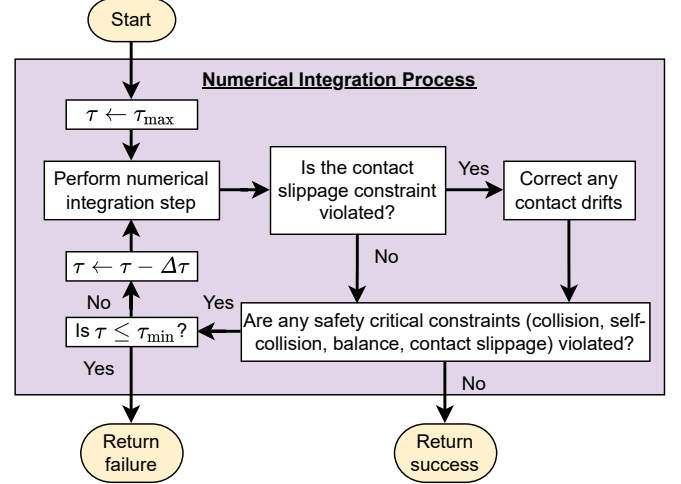 Start
Numerical Integration Process
τ ← τ_max
Perform numerical
integration step
Is the contact
slippage constraint
violated?
Yes
Correct any
contact drifts
No
τ ← τ − Δτ
No
Yes
Is τ ≤ τ_min?
Are any safety critical constraints (collision, self-
collision, balance, contact slippage) violated?
Yes
No
Return
failure
Return
success